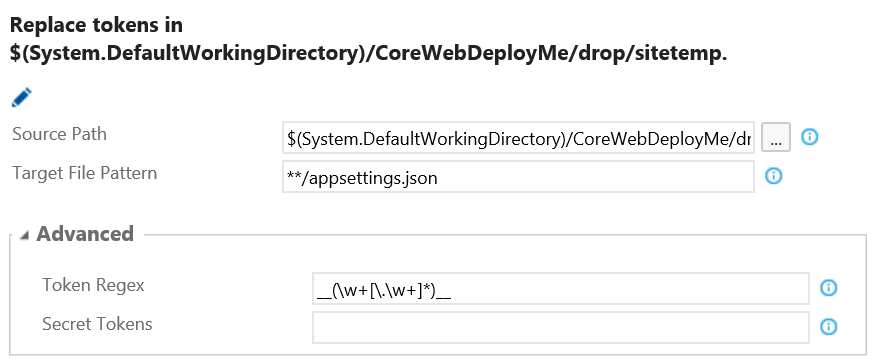 Replace tokens in
$(System.DefaultWorkingDirectory)/CoreWebDeployMe/drop/sitetemp.
Source Path $(System.DefaultWorkingDirectory)/CoreWebDeployMe/dr ...
Target File Pattern **/appsettings.json
Advanced
Token Regex __(\w+[\.\w+]*)__
Secret Tokens